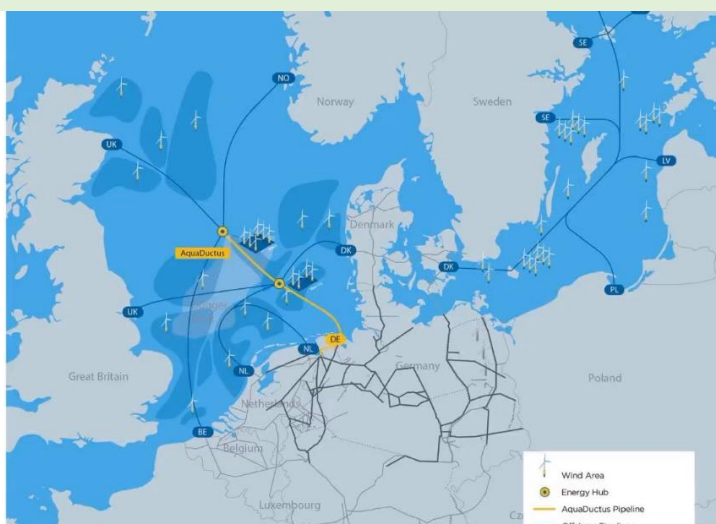 SE
NO
Norway
Sweden
SE
UK
LV
AquaDuctus
Denmark
DK
DK
PL
UK
DE
NL
NL
Great Britain
Germany
Poland
Netherlands
BE
Belgium
Luxembourg
Wind Area
Energy Hub
AquaDuctus Pipeline